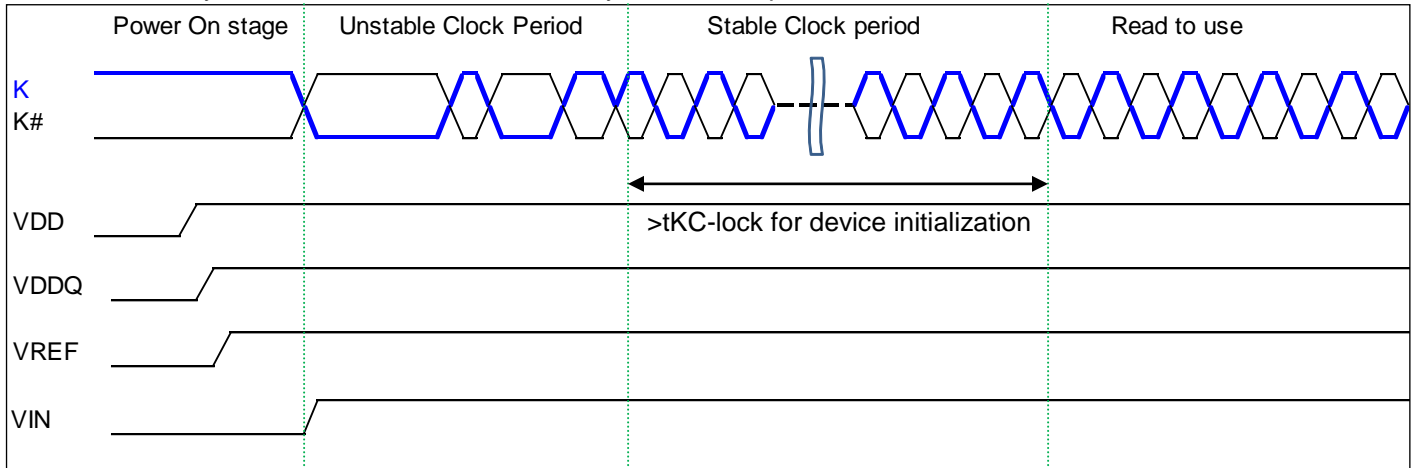 Power On stage Unstable Clock Period Stable Clock period Read to use
K
K#
>tKC-lock for device initialization
VDD
VDDQ
VREF
VIN